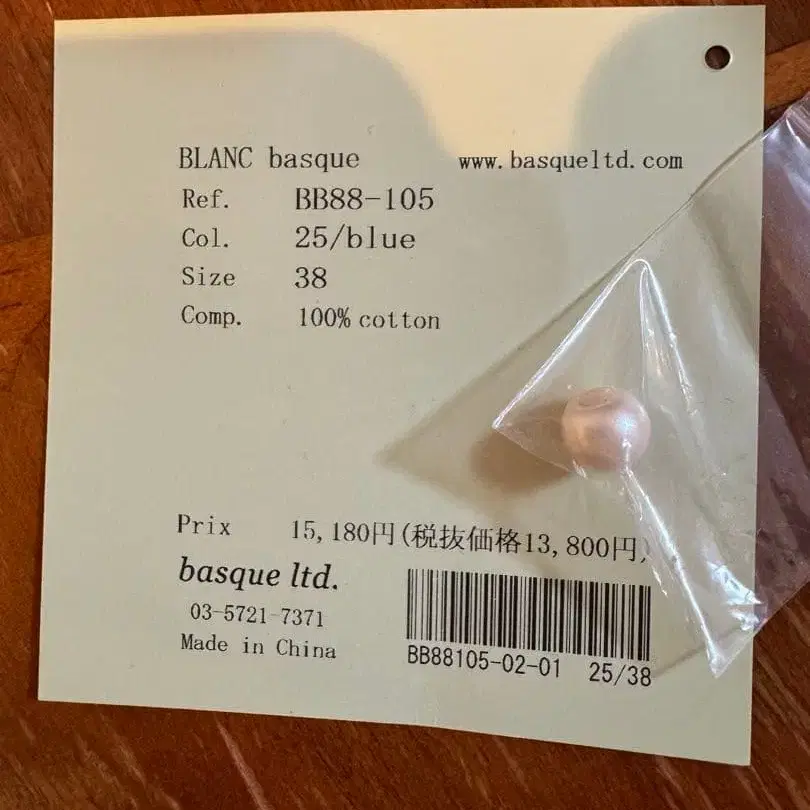 BLANC basque www.basqueltd.com
Ref. BB88-105
Col. 25/blue
Size 38
Comp. 100% cotton
Prix 15,180円(税抜価格13,800円)
basque ltd.
03-5721-7371
Made in China
BB88105-02-01 25/38